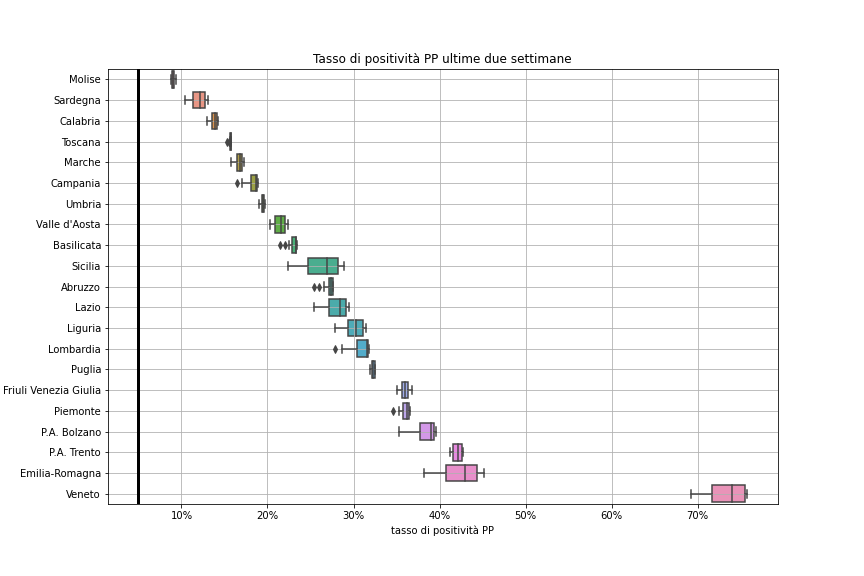 Tasso di positività PP ultime due settimane
Molise
Sardegna
Calabria
Toscana
Marche
Campania
Umbria
Valle d'Aosta
Basilicata
Sicilia
Abruzzo
Lazio
Liguria
Lombardia
Puglia
Friuli Venezia Giulia
Piemonte
P.A. Bolzano
P.A. Trento
Emilia-Romagna
Veneto
10% 20% 30% 40% 50% 60% 70%
tasso di positività PP